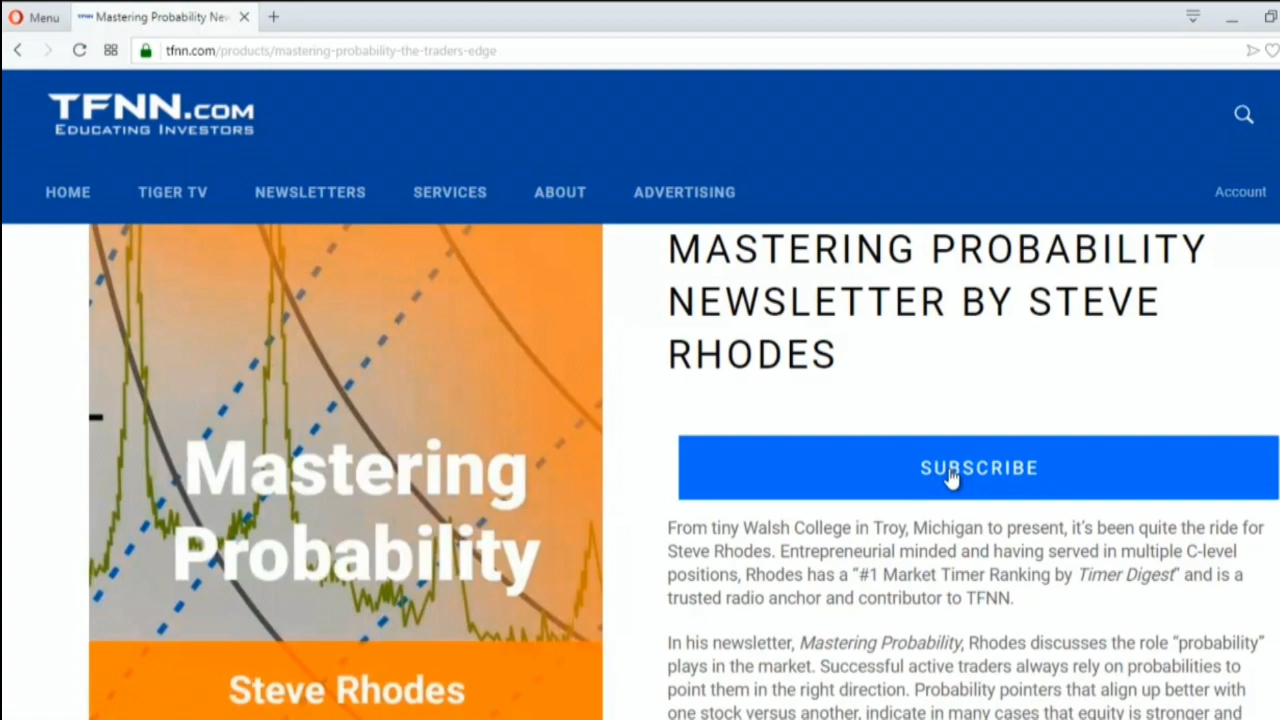 Menu
Mastering Probability New
tfnn.com/products/mastering-probability-the-traders-edge
TFNN.COM
EDUCATING INVESTORS
HOME TIGER TV NEWSLETTERS SERVICES ABOUT ADVERTISING
Account
Mastering
Probability
Steve Rhodes
MASTERING PROBABILITY
NEWSLETTER BY STEVE
RHODES
SUBSCRIBE
From tiny Walsh College in Troy, Michigan to present, it's been quite the ride for
Steve Rhodes. Entrepreneurial minded and having served in multiple C-level
positions, Rhodes has a “#1 Market Timer Ranking by Timer Digest” and is a
trusted radio anchor and contributor to TFNN.
In his newsletter, Mastering Probability, Rhodes discusses the role “probability”
plays in the market. Successful active traders always rely on probabilities to
point them in the right direction. Probability pointers that align up better with
one stock versus another, indicate in many cases that equity is stronger and